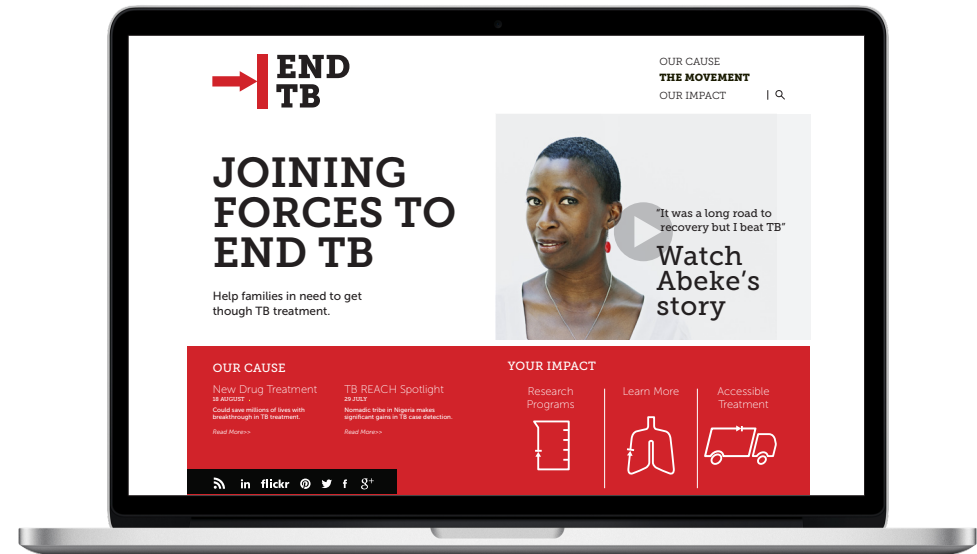 END
TB
OUR CAUSE
THE MOVEMENT
OUR IMPACT
JOINING
FORCES TO
END TB
Help families in need to get
though TB treatment.
"It was a long road to
recovery but I beat TB"
Watch
Abeke's
story
OUR CAUSE
New Drug Treatment
18 AUGUST
Could save millions of lives with
breakthrough in TB treatment.
Read More>>
TB REACH Spotlight
29 JULY
Nomadic tribe in Nigeria makes
significant gains in TB case detection.
Read More>>
YOUR IMPACT
Research
Programs
Learn More
Accessible
Treatment
in flickr f g+